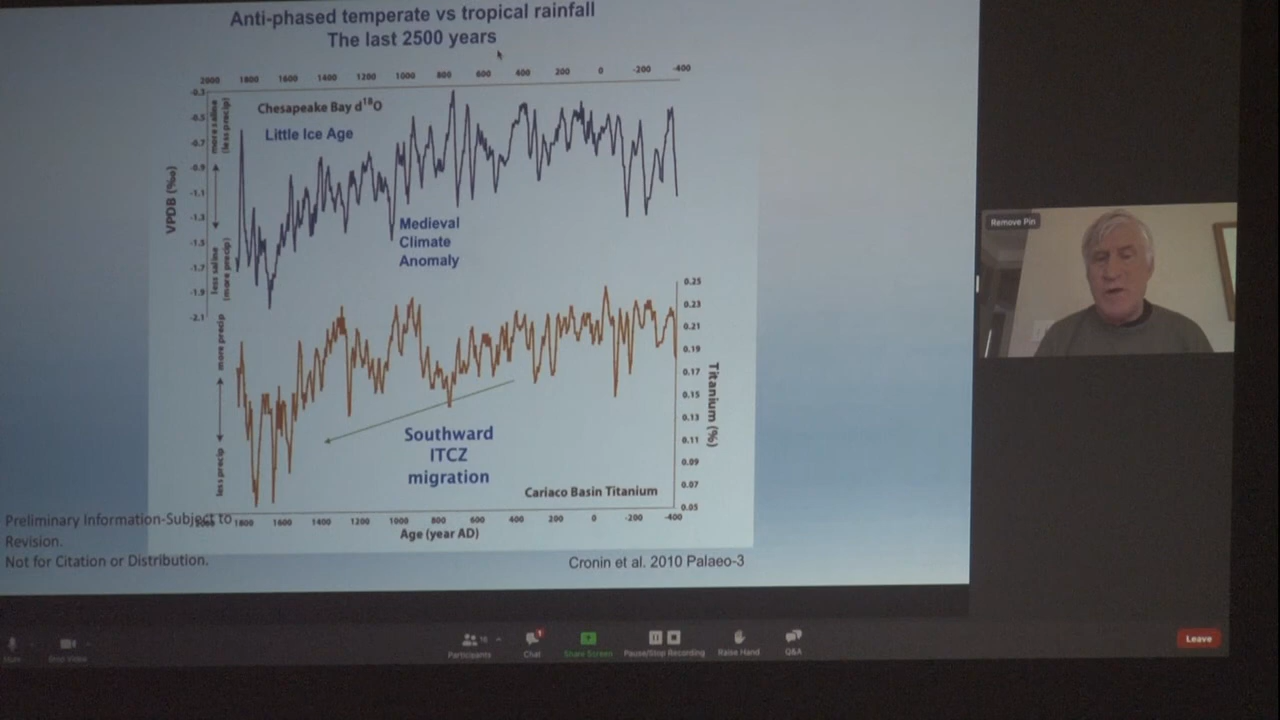 Anti-phased temperate vs tropical rainfall
The last 2500 years
2000 1800 1600 1400 1200 1000 800 600 400 200 0 -200 -400
-0.3
-0.5
-0.7
-0.9
-1.1
-1.3
-1.5
-1.7
-1.9
-2.1
VPDB (‰)
more saline
(less precip)
less saline
(more precip)
Chesapeake Bay d18O
Little Ice Age
Medieval
Climate
Anomaly
more precip
less precip
0.25
0.23
0.21
0.19
0.17
0.15
0.13
0.11
0.09
0.07
0.05
Titanium (%)
Southward
ITCZ
migration
Cariaco Basin Titanium
1800 1600 1400 1200 1000 800 600 400 200 0 -200 -400
Age (year AD)
Preliminary Information-Subject to
Revision.
Not for Citation or Distribution.
Cronin et al. 2010 Palaeo-3
Remove Pin
Mute
Stop Video
Participants
16
Chat
1
Share Screen
Pause/Stop Recording
Raise Hand
Q&A
Leave